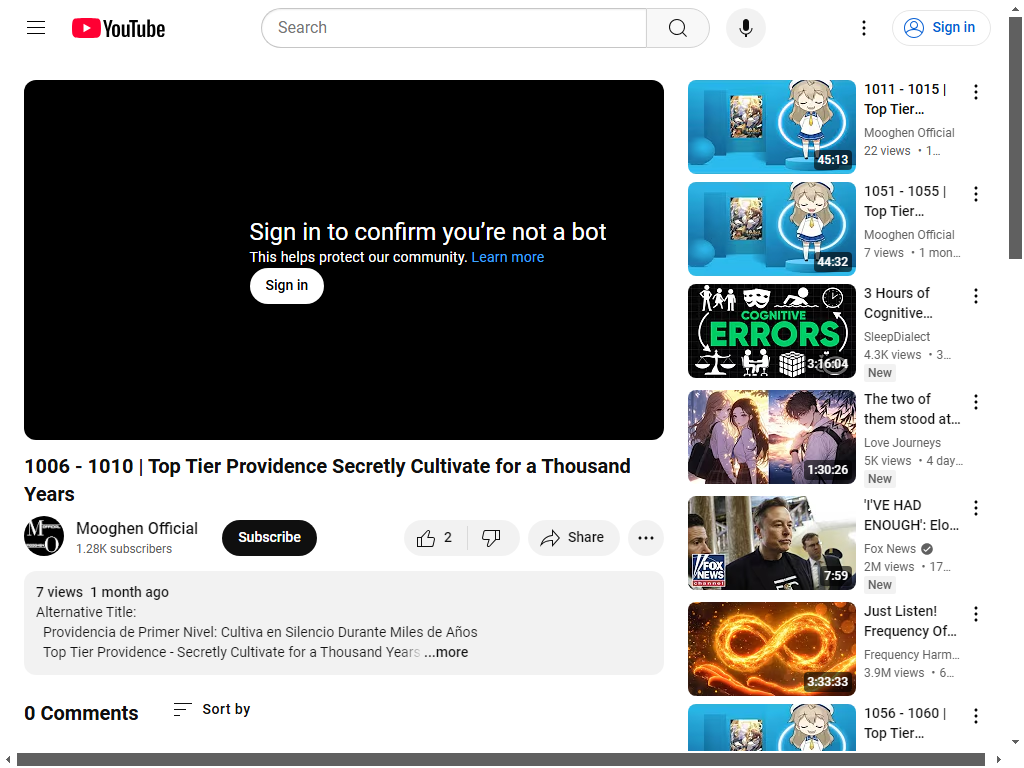 YouTube
Search
Sign in
Sign in to confirm you’re not a bot
This helps protect our community. Learn more
Sign in
1006 - 1010 | Top Tier Providence Secretly Cultivate for a Thousand
Years
Mooghen Official
1.28K subscribers
Subscribe
2
Share
7 views 1 month ago
Alternative Title:
Providencia de Primer Nivel: Cultiva en Silencio Durante Miles de Años
Top Tier Providence - Secretly Cultivate for a Thousand Years ...more
0 Comments
Sort by
45:13
1011 - 1015 |
Top Tier...
Mooghen Official
22 views • 1...
44:32
1051 - 1055 |
Top Tier...
Mooghen Official
7 views • 1 mon...
COGNITIVE
ERRORS
3:16:04
3 Hours of
Cognitive...
SleepDialect
4.3K views • 3...
New
1:30:26
The two of
them stood at...
Love Journeys
5K views • 4 day...
New
FOX
NEWS
channel
7:59
'I'VE HAD
ENOUGH': Elo...
Fox News
2M views • 17...
New
3:33:33
Just Listen!
Frequency Of...
Frequency Harm...
3.9M views • 6...
1056 - 1060 |
Top Tier...